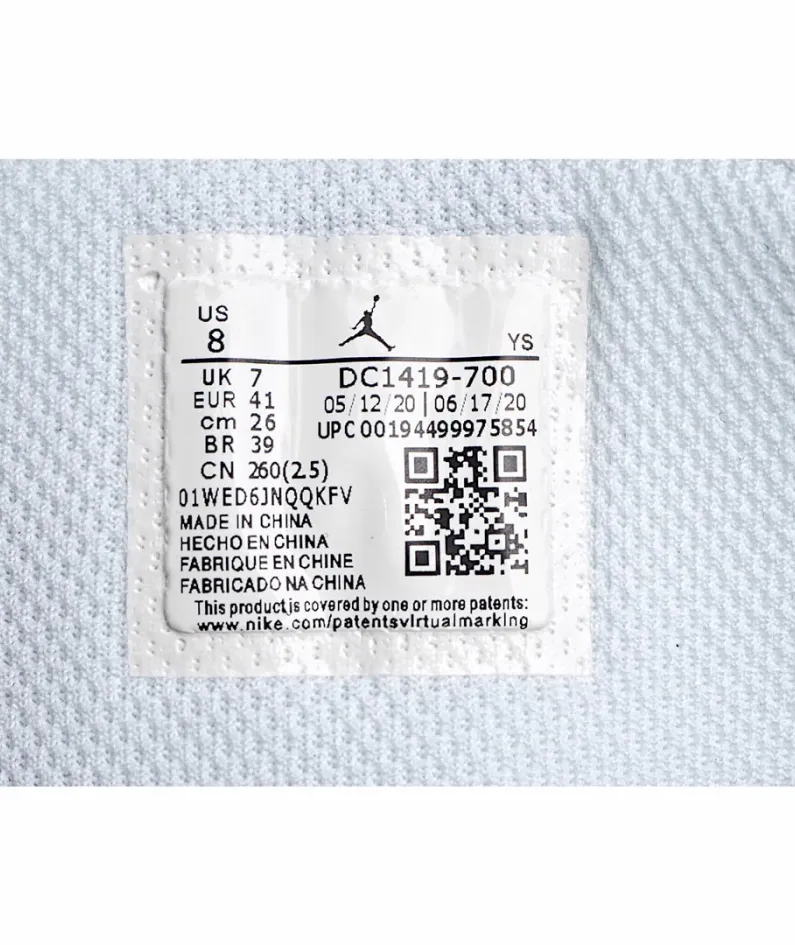 US
8
YS
UK 7
EUR 41
cm 26
BR 39
CN 260(2.5)
DC1419-700
05/12/20 | 06/17/20
UPC 00194499975854
01WED6JNQQKFV
MADE IN CHINA
HECHO EN CHINA
FABRIQUE EN CHINE
FABRICADO NA CHINA
This product is covered by one or more patents:
www.nike.com/patentsvirtualmarking